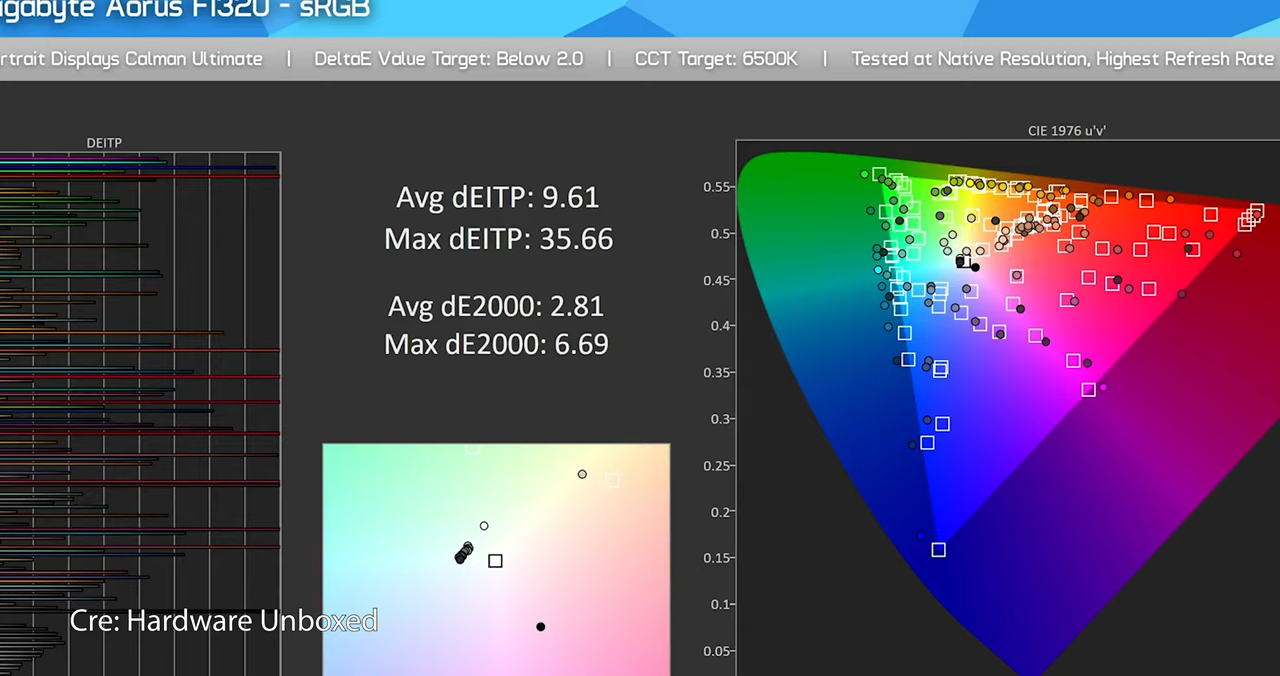 igabyte Aorus FI32U - sRGB
rtrait Displays Calman Ultimate | DeltaE Value Target: Below 2.0 | CCT Target: 6500K | Tested at Native Resolution, Highest Refresh Rate
DEITP
CIE 1976 u'v'
Avg dEITP: 9.61
Max dEITP: 35.66
Avg dE2000: 2.81
Max dE2000: 6.69
0.55
0.5
0.45
0.4
0.35
0.3
0.25
0.2
0.15
0.1
0.05
Cre: Hardware Unboxed